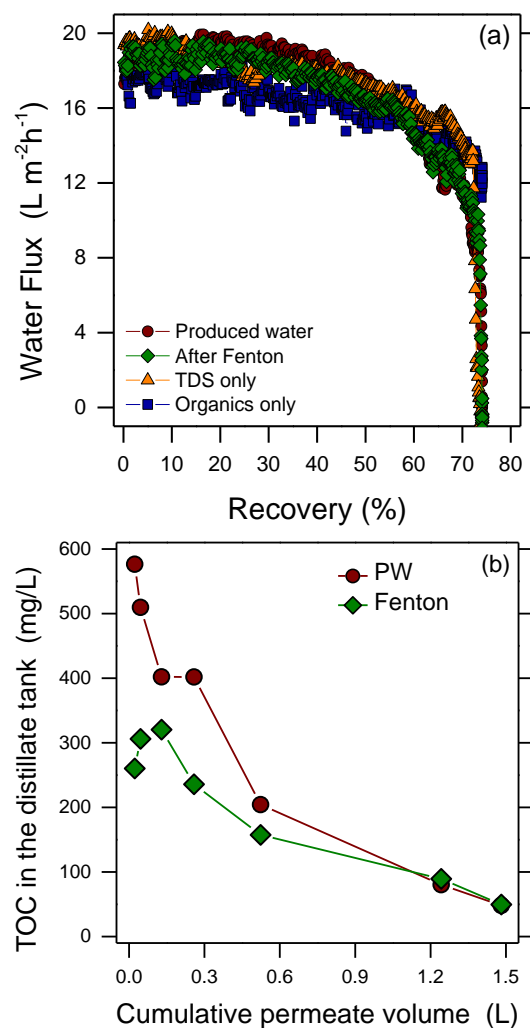 (a)
20
16
12
8
4
0
Water Flux (L m⁻²h⁻¹)
Produced water
After Fenton
TDS only
Organics only
0 10 20 30 40 50 60 70 80
Recovery (%)
(b)
600
500
400
300
200
100
0
TOC in the distillate tank (mg/L)
PW
Fenton
0.0 0.3 0.6 0.9 1.2 1.5
Cumulative permeate volume (L)